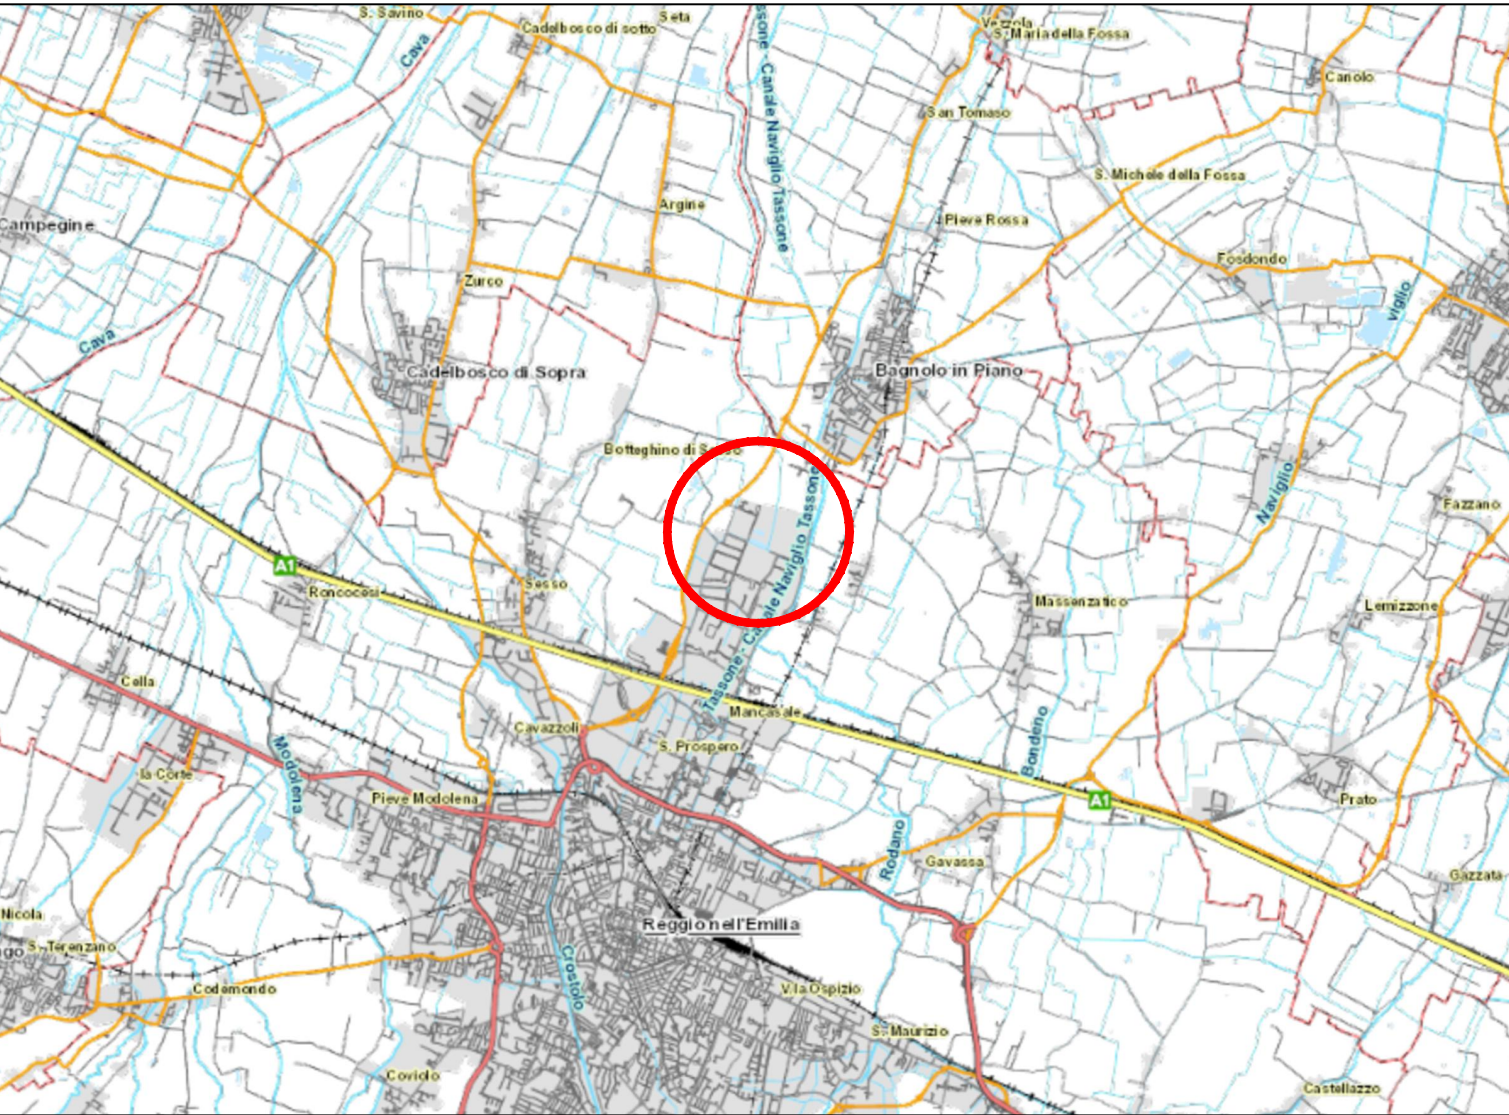 S. Savino
Seta
Cadelbosco di sotto
Vezzola
S. Maria della Fossa
Cava
Canolo
ssone - Canale Naviglio Tassone
San Tomaso
S. Michele della Fossa
Argine
Pieve Rossa
Campegine
Fosdondo
Zurco
viglio
Cava
Cadelbosco di Sopra
Bagnolo in Piano
Botteghino di
Naviglio
Fazzano
Tassone - Canale Naviglio Tassone
A1
Roncocesi
Sesso
Massenzatico
Lemizzone
Cella
Mancasale
Cavazzoli
S. Prospero
Bondeno
Modolena
la Corte
Pieve Modolena
A1
Prato
Rodano
Gavassa
Gazzata
Nicola
Reggio nell'Emilia
go
S. Terenzano
Crostolo
Codemondo
V.la Ospizio
S. Maurizio
Coviolo
Castellazzo